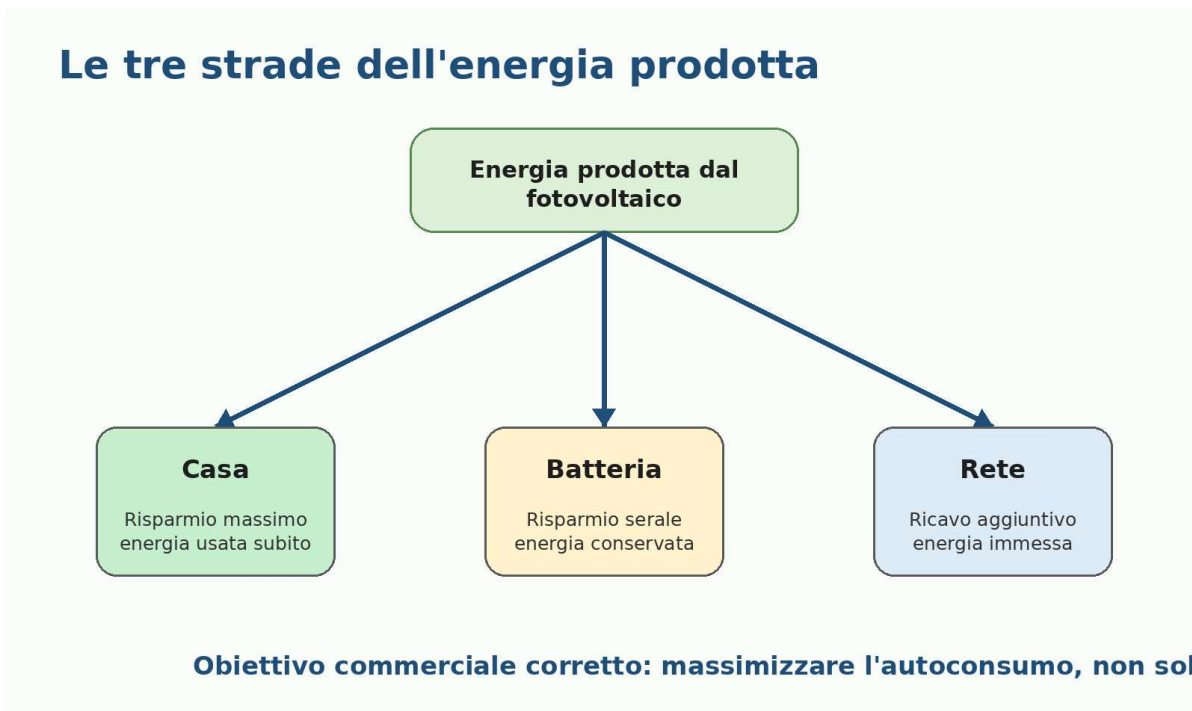 Le tre strade dell'energia prodotta
Energia prodotta dal
fotovoltaico
Casa
Risparmio massimo
energia usata subito
Batteria
Risparmio serale
energia conservata
Rete
Ricavo aggiuntivo
energia immessa
Obiettivo commerciale corretto: massimizzare l'autoconsumo, non